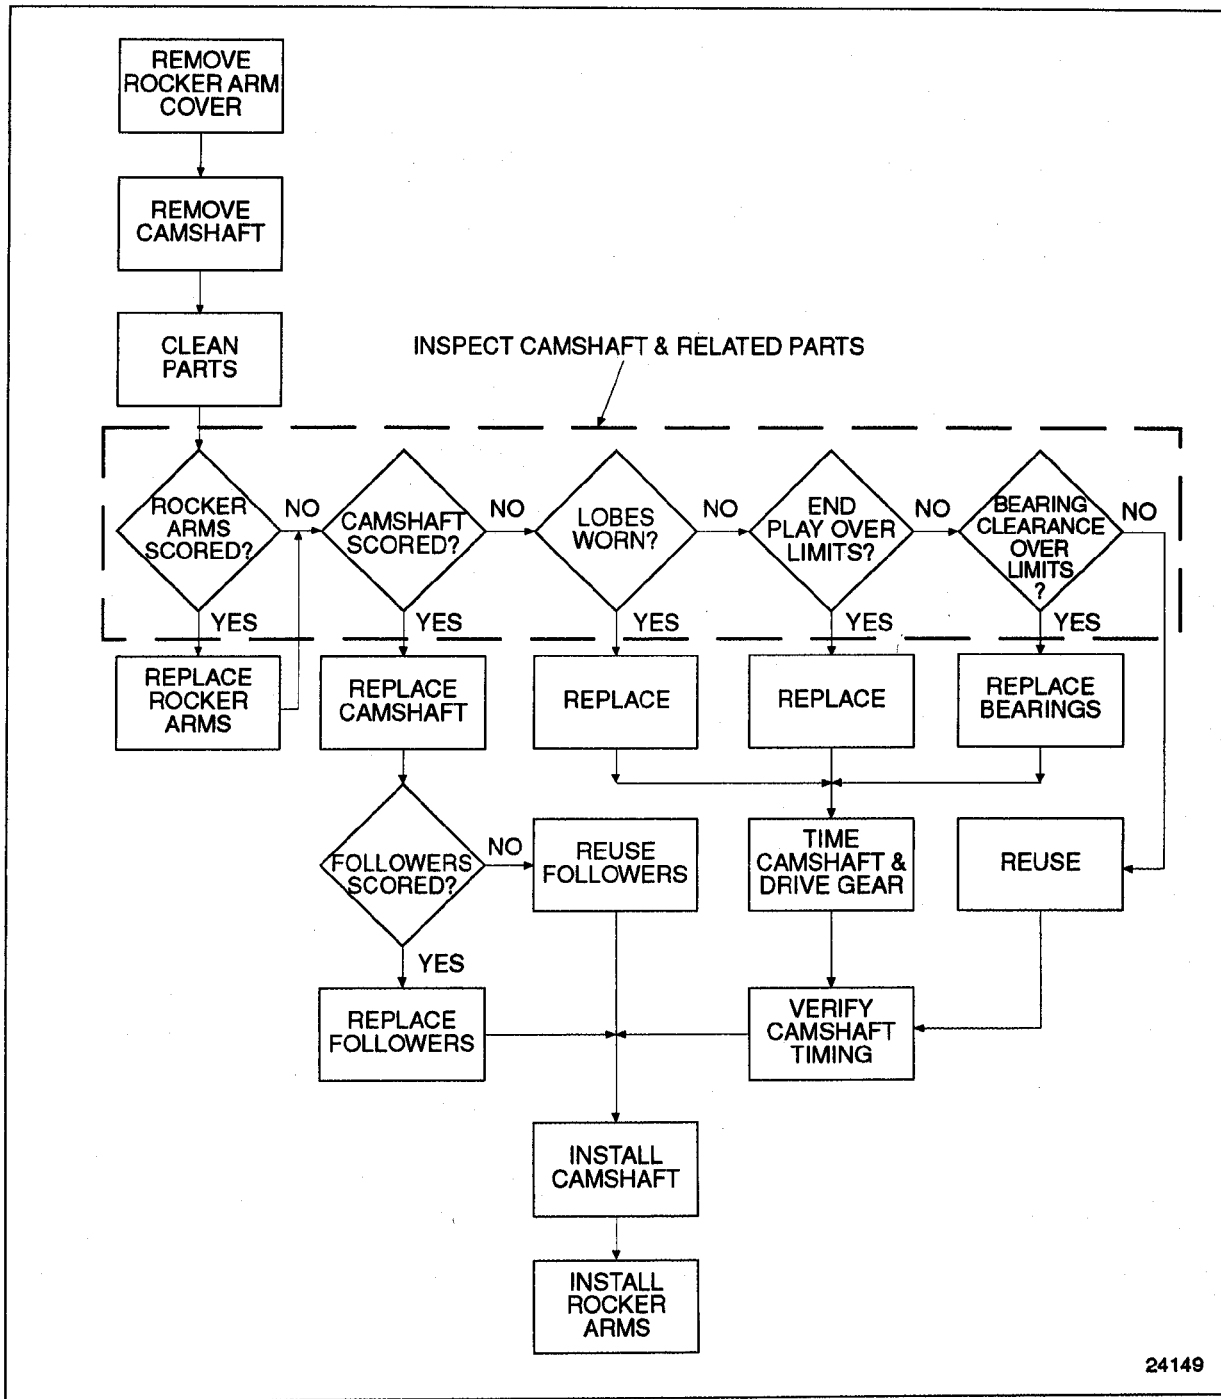 REMOVE
ROCKER ARM
COVER
REMOVE
CAMSHAFT
CLEAN
PARTS
INSPECT CAMSHAFT & RELATED PARTS
ROCKER
ARMS
SCORED?
NO
CAMSHAFT
SCORED?
NO
LOBES
WORN?
NO
END
PLAY OVER
LIMITS?
NO
BEARING
CLEARANCE
OVER
LIMITS
?
NO
YES
YES
YES
YES
YES
REPLACE
ROCKER
ARMS
REPLACE
CAMSHAFT
REPLACE
REPLACE
REPLACE
BEARINGS
FOLLOWERS
SCORED?
NO
REUSE
FOLLOWERS
TIME
CAMSHAFT &
DRIVE GEAR
REUSE
YES
REPLACE
FOLLOWERS
VERIFY
CAMSHAFT
TIMING
INSTALL
CAMSHAFT
INSTALL
ROCKER
ARMS
24149